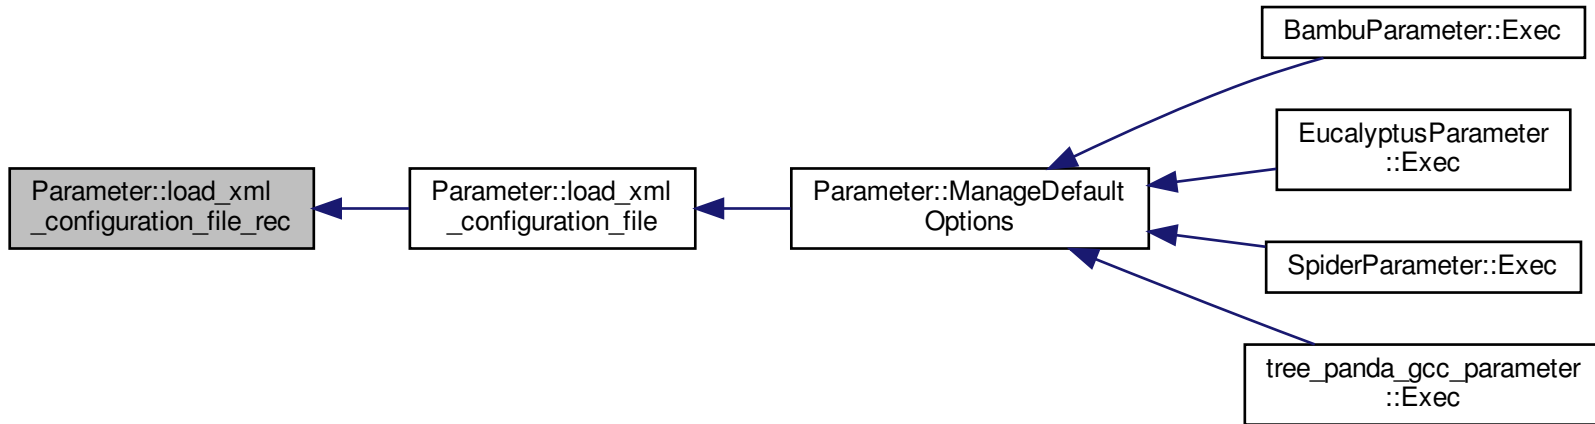 BambuParameter::Exec
EucalyptusParameter
::Exec
Parameter::load_xml
_configuration_file_rec
Parameter::load_xml
_configuration_file
Parameter::ManageDefault
Options
SpiderParameter::Exec
tree_panda_gcc_parameter
::Exec